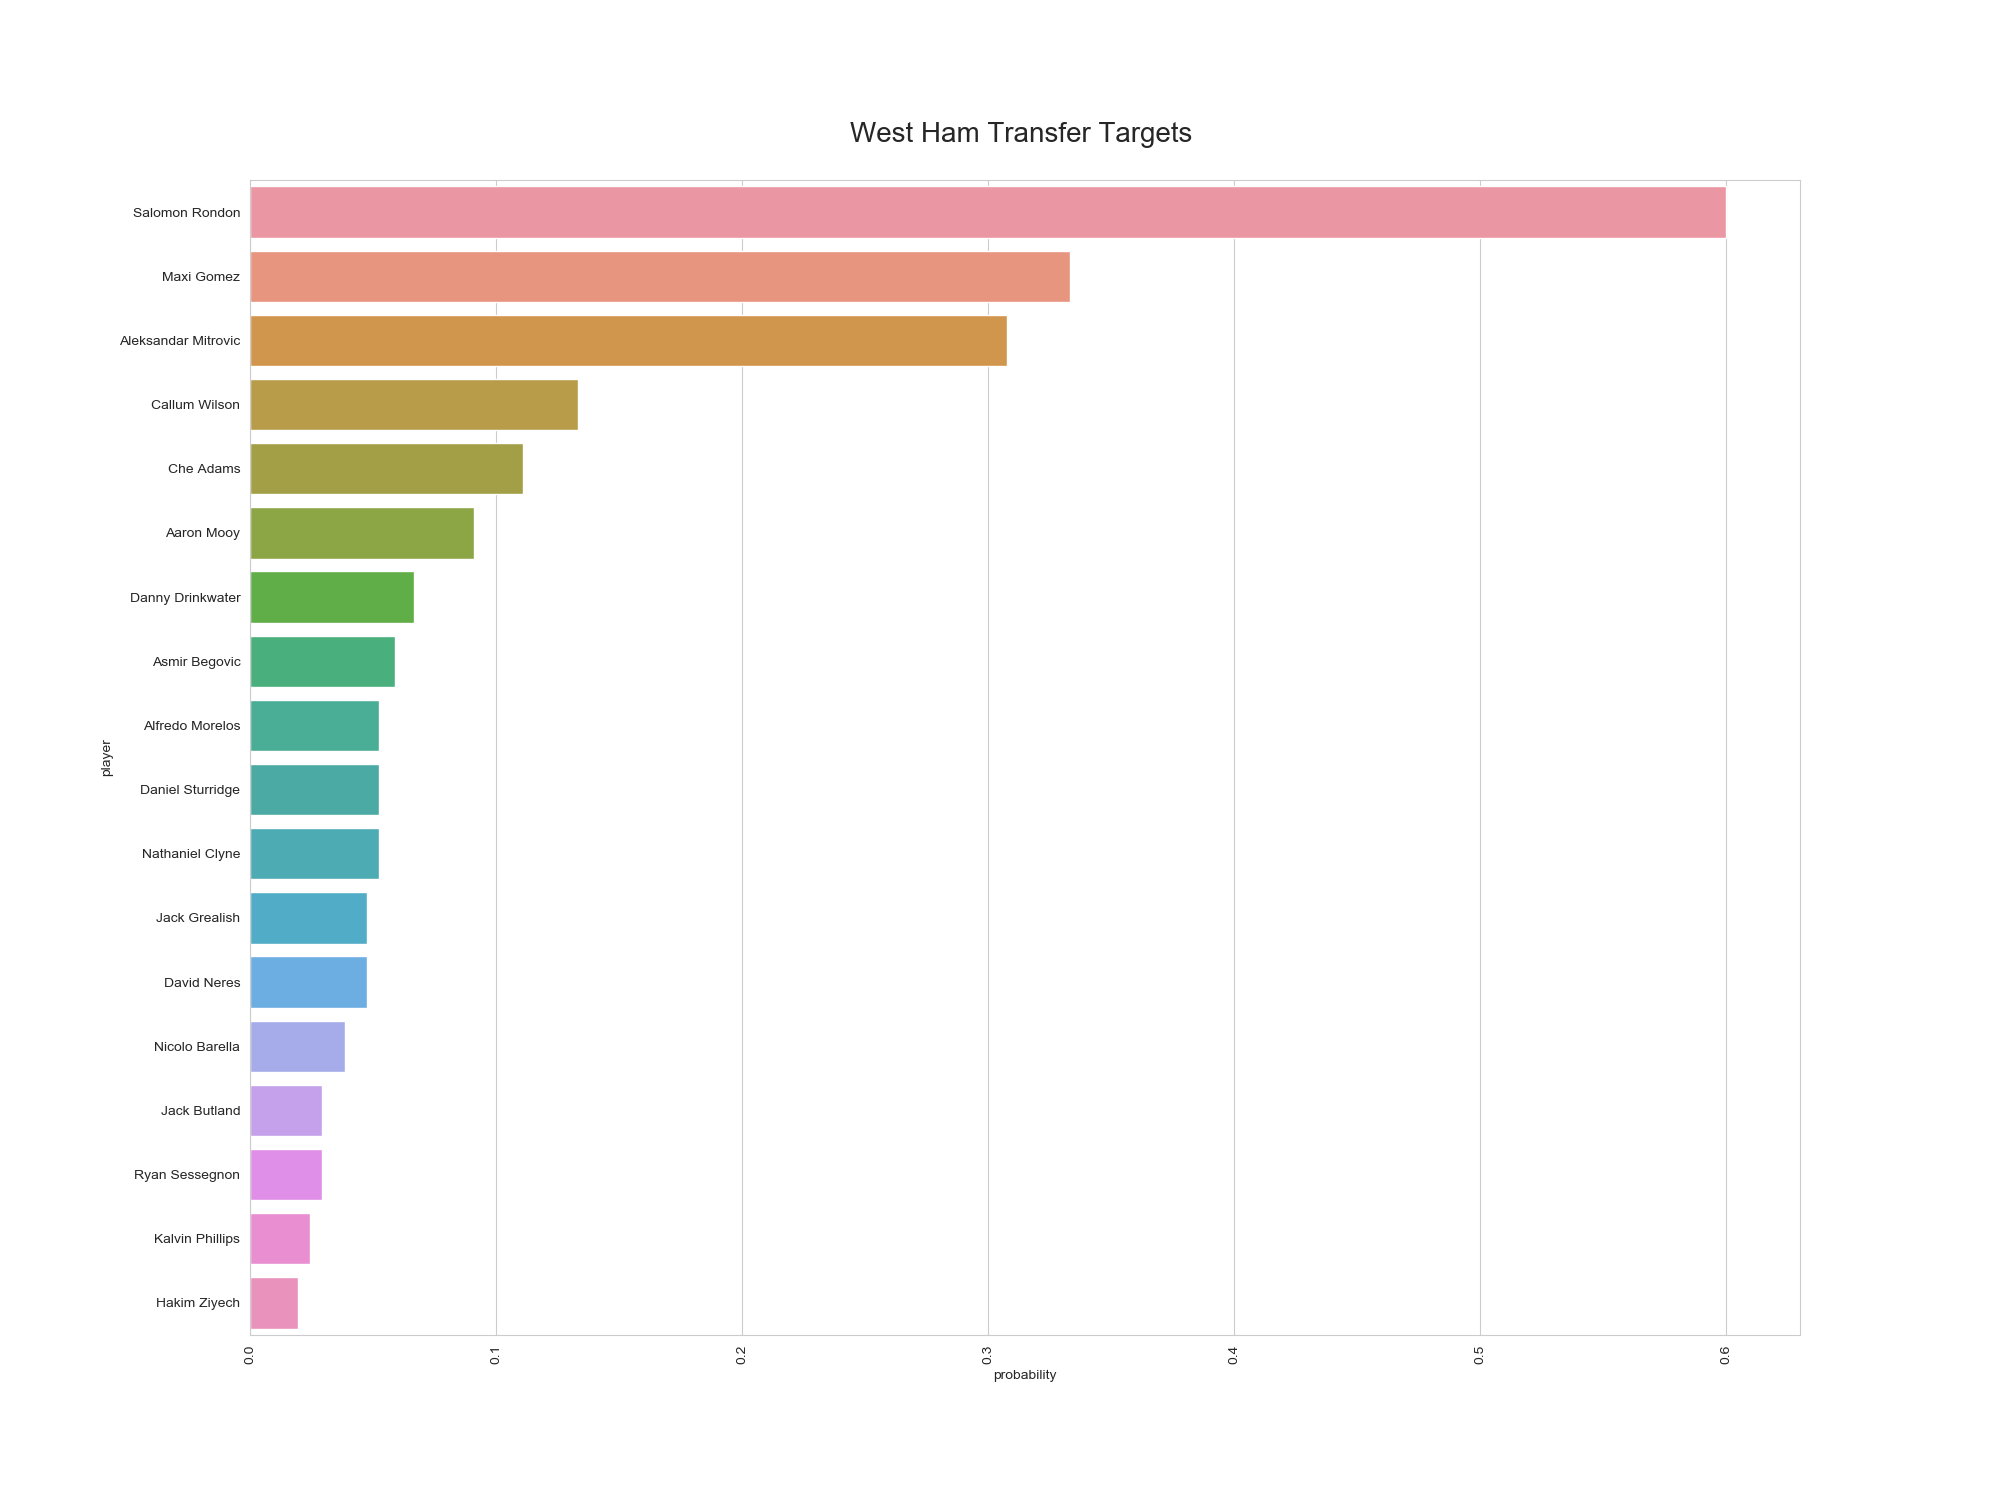 West Ham Transfer Targets
Salomon Rondon
Maxi Gomez
Aleksandar Mitrovic
Callum Wilson
Che Adams
Aaron Mooy
Danny Drinkwater
Asmir Begovic
Alfredo Morelos
Daniel Sturridge
Nathaniel Clyne
Jack Grealish
David Neres
Nicolo Barella
Jack Butland
Ryan Sessegnon
Kalvin Phillips
Hakim Ziyech
player
0.0 0.1 0.2 0.3 0.4 0.5 0.6
probability